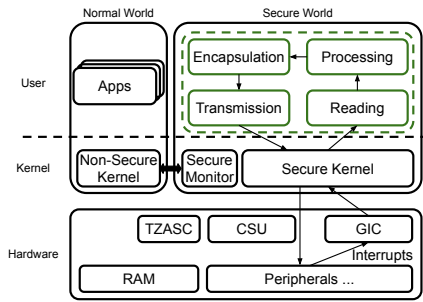 Normal World
Secure World
User
Apps
Encapsulation
Processing
Transmission
Reading
Kernel
Non-Secure
Kernel
Secure
Monitor
Secure Kernel
Hardware
TZASC
CSU
GIC
Interrupts
RAM
Peripherals ...